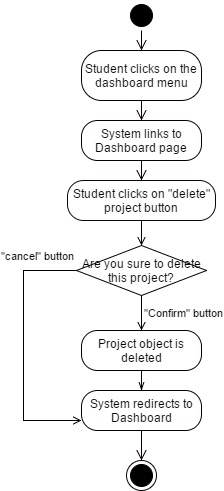 Student clicks on the
dashboard menu
System links to
Dashboard page
Student clicks on "delete"
project button
"cancel" button
Are you sure to delete
this project?
"Confirm" button
Project object is
deleted
System redirects to
Dashboard